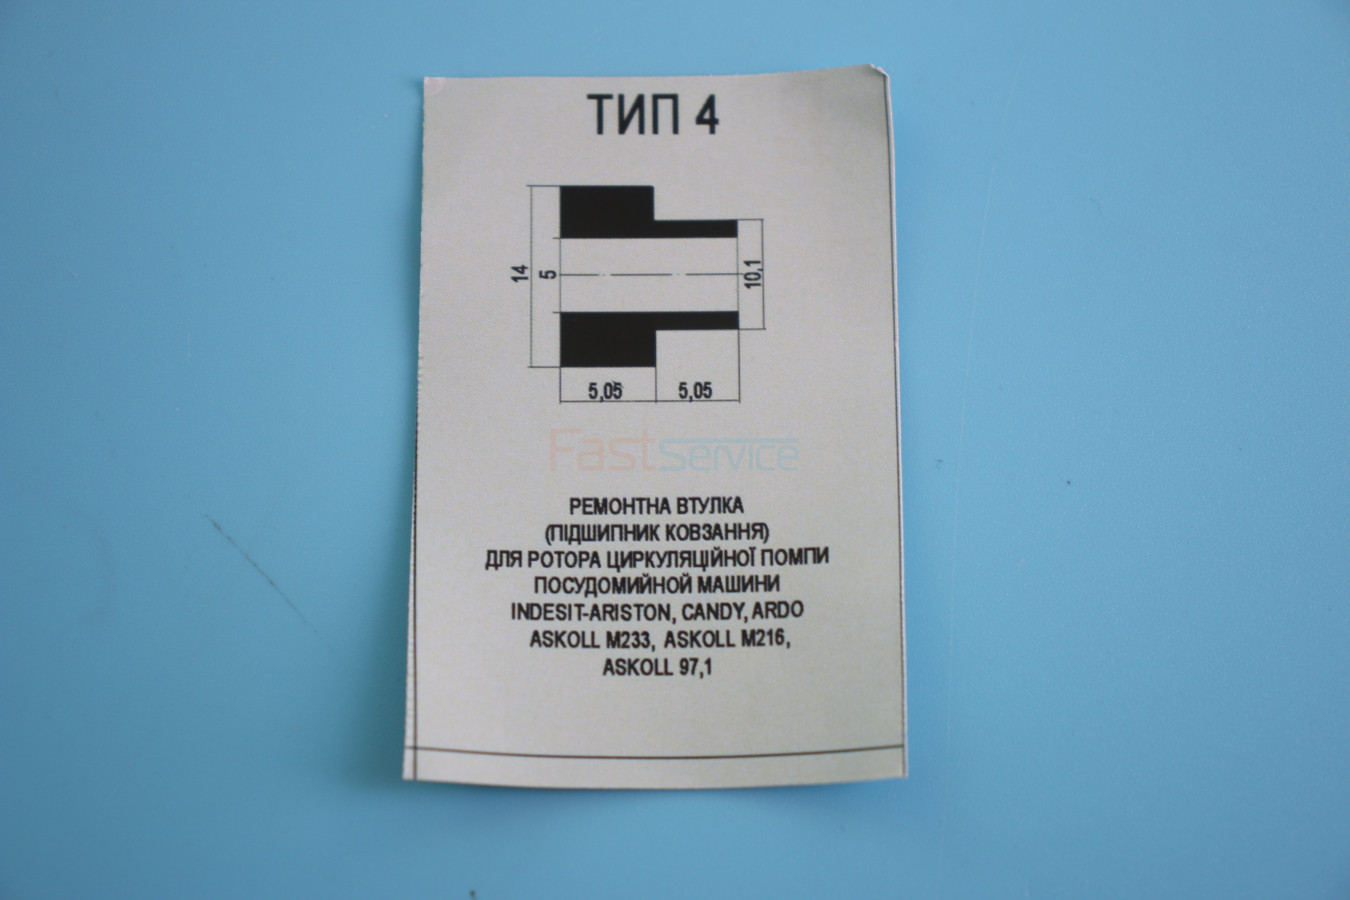 ТИП 4
14
5
10,1
5,05 5,05
Fastservice
РЕМОНТНА ВТУЛКА
(ПІДШИПНИК КОВЗАННЯ)
ДЛЯ РОТОРА ЦИРКУЛЯЦІЙНОЇ ПОМПИ
ПОСУДОМИЙНОЙ МАШИНИ
INDESIT-ARISTON, CANDY, ARDO
ASKOLL M233, ASKOLL M216,
ASKOLL 97,1